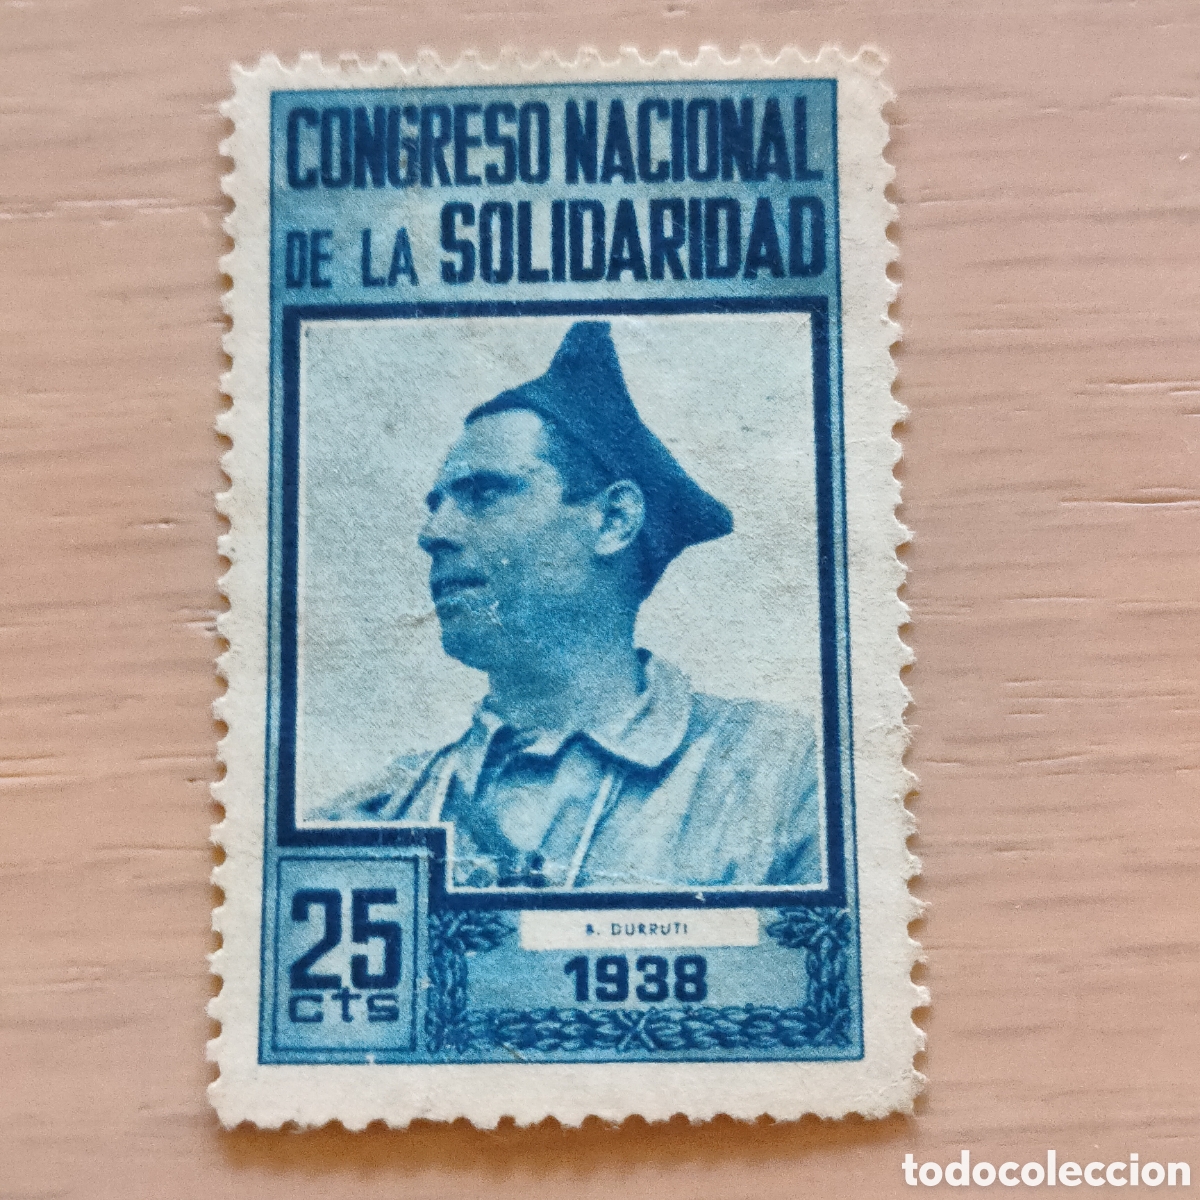 CONGRESO NACIONAL
DE LA SOLIDARIDAD
25
cts
B. DURRUTI
1938
todocoleccion